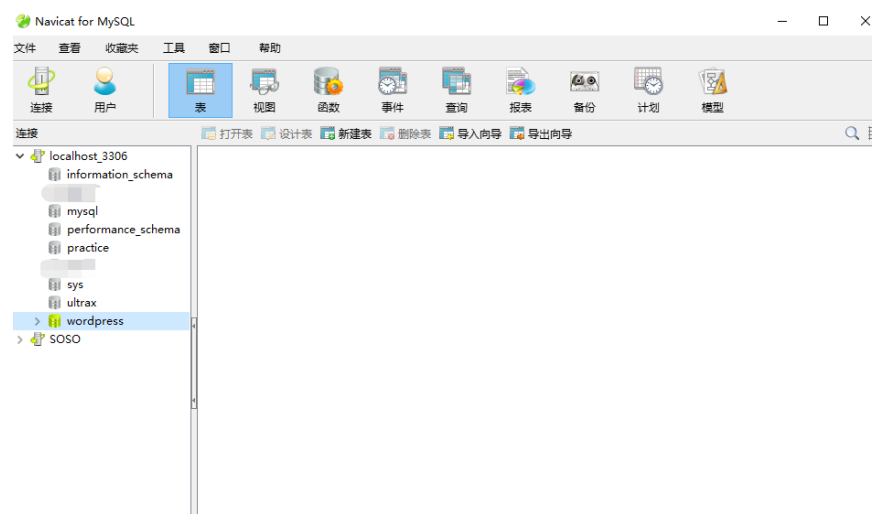 Navicat for MySQL
文件 查看 收藏夹 工具 窗口 帮助
连接 用户 表 视图 函数 事件 查询 报表 备份 计划 模型
连接 打开表 设计表 新建表 删除表 导入向导 导出向导
localhost_3306
information_schema
mysql
performance_schema
practice
sys
ultrax
wordpress
SOSO